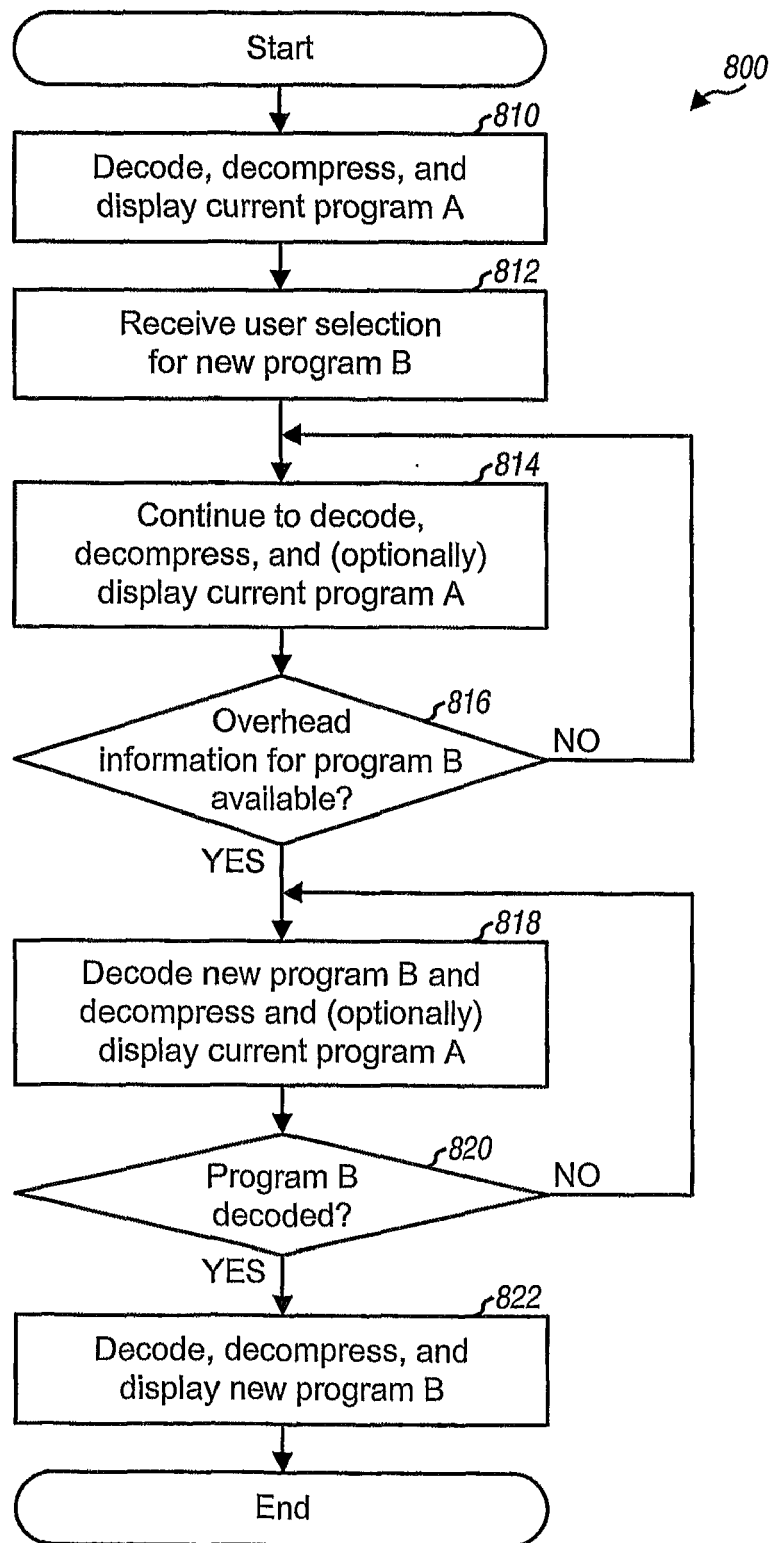 Start
800
810
Decode, decompress, and
display current program A
812
Receive user selection
for new program B
814
Continue to decode,
decompress, and (optionally)
display current program A
816
Overhead
information for program B
available?
NO
YES
818
Decode new program B and
decompress and (optionally)
display current program A
820
Program B
decoded?
NO
YES
822
Decode, decompress, and
display new program B
End